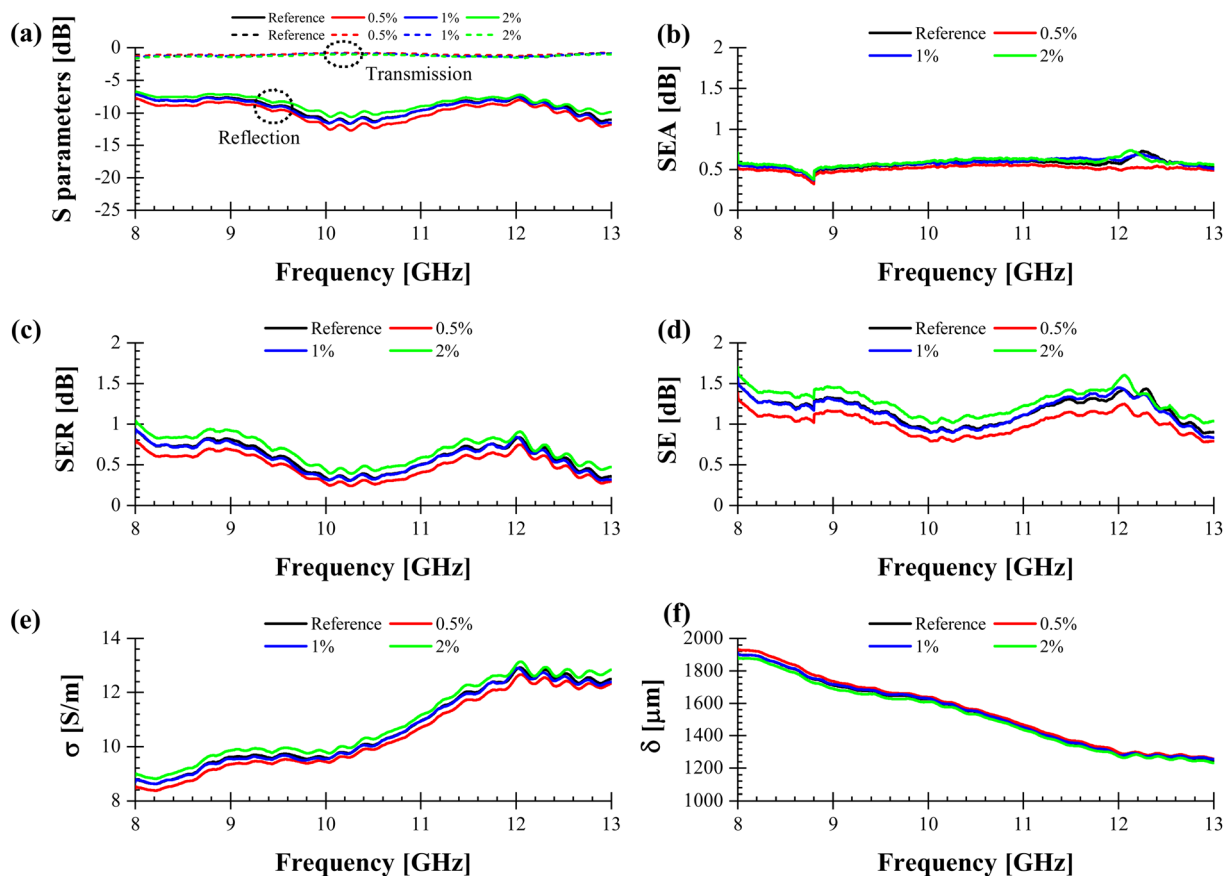 (a)
Reference 0.5% 1% 2%
Reference 0.5% 1% 2%
S parameters [dB]
0
-5
-10
-15
-20
-25
Transmission
Reflection
8 9 10 11 12 13
Frequency [GHz]
(b)
Reference 0.5%
1% 2%
SEA [dB]
2
1.5
1
0.5
0
8 9 10 11 12 13
Frequency [GHz]
(c)
Reference 0.5%
1% 2%
SER [dB]
2
1.5
1
0.5
0
8 9 10 11 12 13
Frequency [GHz]
(d)
Reference 0.5%
1% 2%
SE [dB]
2
1.5
1
0.5
0
8 9 10 11 12 13
Frequency [GHz]
(e)
Reference 0.5%
1% 2%
σ [S/m]
14
12
10
8
8 9 10 11 12 13
Frequency [GHz]
(f)
Reference 0.5%
1% 2%
δ [μm]
2000
1800
1600
1400
1200
1000
8 9 10 11 12 13
Frequency [GHz]